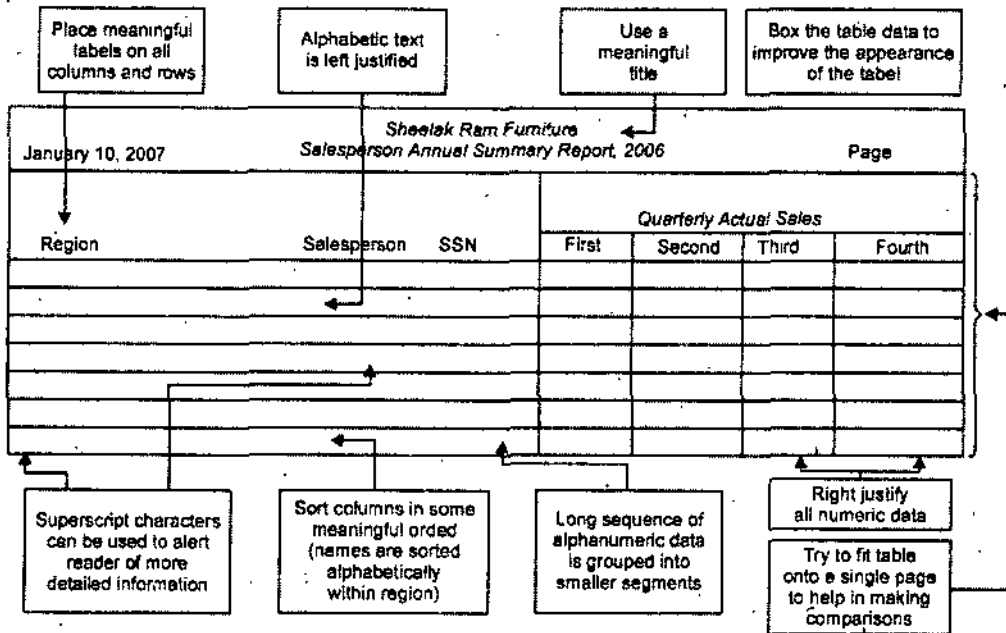 Place meaningful
labels on all
columns and rows
Alphabetic text
is left justified
Use a
meaningful
title
Box the table data to
improve the appearance
of the tabel
Sheelak Ram Furniture
January 10, 2007
Salesperson Annual Summary Report, 2006
Page
Quarterly Actual Sales
Region
Salesperson
SSN
First
Second
Third
Fourth
Superscript characters
can be used to alert
reader of more
detailed information
Sort columns in some
meaningful orded
(names are sorted
alphabetically
within region)
Long sequence of
alphanumeric data
is grouped into
smaller segments
Right justify
all numeric data
Try to fit table
onto a single page
to help in making
comparisons